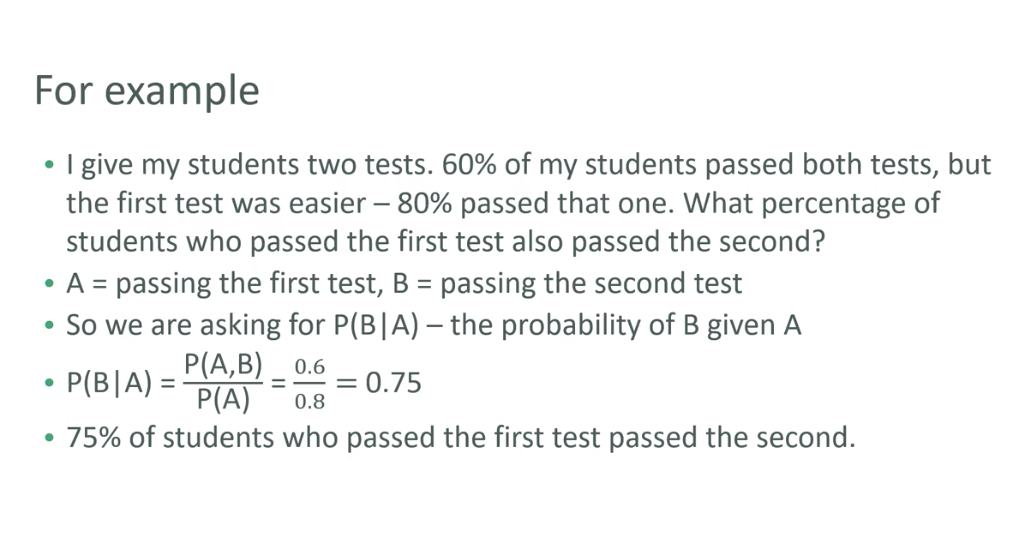 For example
• I give my students two tests. 60% of my students passed both tests, but
the first test was easier – 80% passed that one. What percentage of
students who passed the first test also passed the second?
• A = passing the first test, B = passing the second test
• So we are asking for P(B|A) – the probability of B given A
• P(B|A) = P(A,B)/P(A) = 0.6/0.8 = 0.75
• 75% of students who passed the first test passed the second.